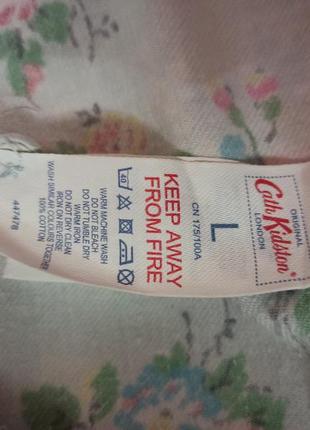 ORIGINAL
Cath Kidston
LONDON
L
CN 175/100A
KEEP AWAY
FROM FIRE
40
WARM MACHINE WASH
DO NOT BLEACH
DO NOT TUMBLE DRY
WARM IRON
DO NOT DRY CLEAN
IRON ON REVERSE
WASH SIMILAR COLOURS TOGETHER
100% COTTON
447478